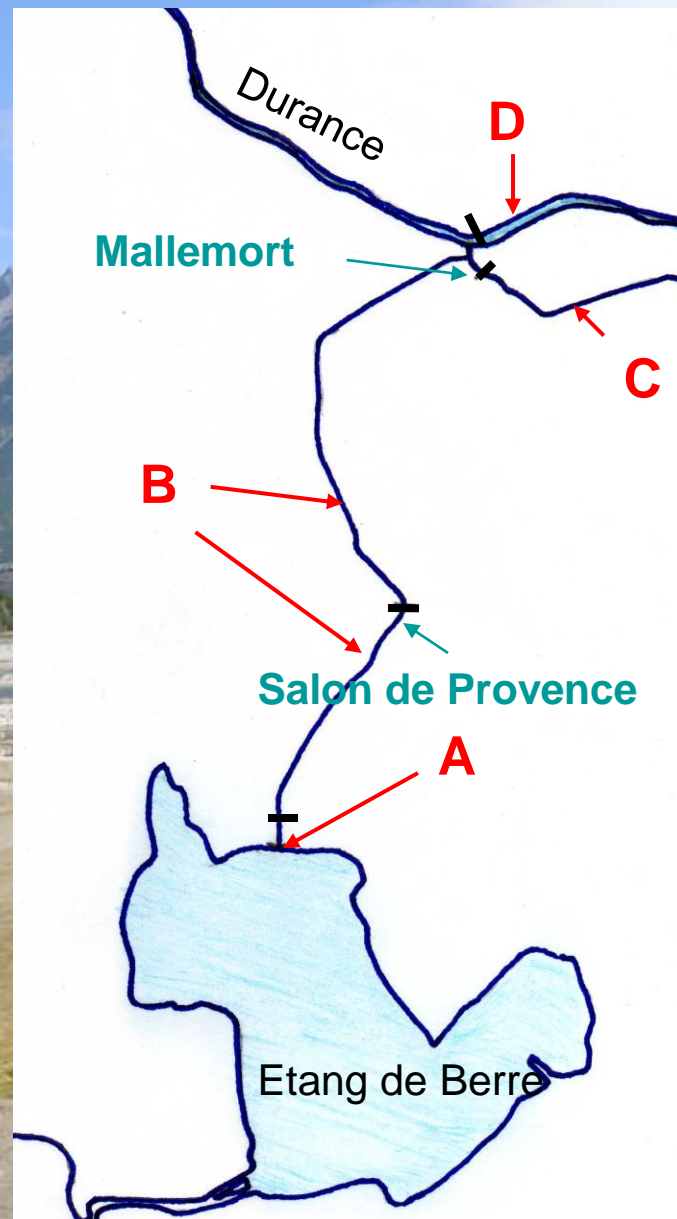 Durance
D
Mallemort
C
B
Salon de Provence
A
Etang de Berre